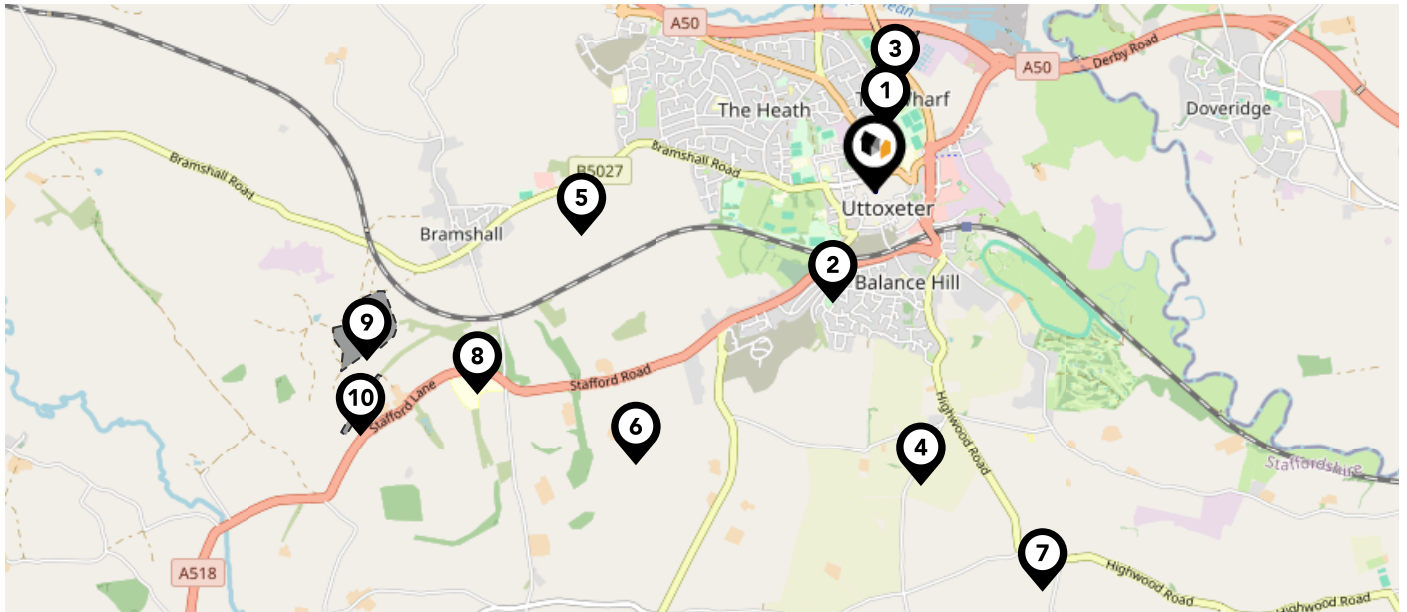 ean
A50
3
Derby Road
A50
1
The Heath
Wharf
Doveridge
Bramshall Road
Bramshall Road
B5027
5
Uttoxeter
Bramshall
2
Balance Hill
9
8
Stafford Road
Stafford Lane
10
Highwood Road
6
4
Staffordshire
7
A518
Highwood Road
Highwood Road